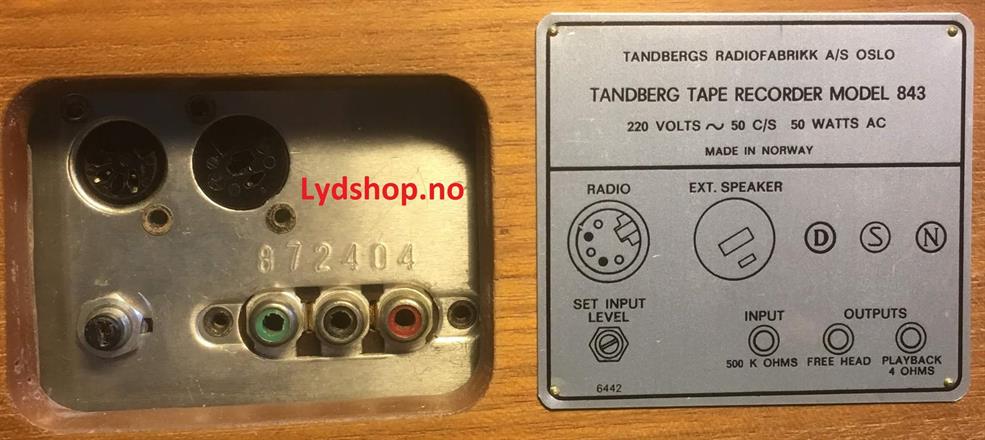 Lydshop.no
872404
TANDBERGS RADIOFABRIKK A/S OSLO
TANDBERG TAPE RECORDER MODEL 843
220 VOLTS ~ 50 C/S 50 WATTS AC
MADE IN NORWAY
RADIO
EXT. SPEAKER
D S N
SET INPUT
LEVEL
INPUT
500 K OHMS
OUTPUTS
FREE HEAD
PLAYBACK
4 OHMS
6442